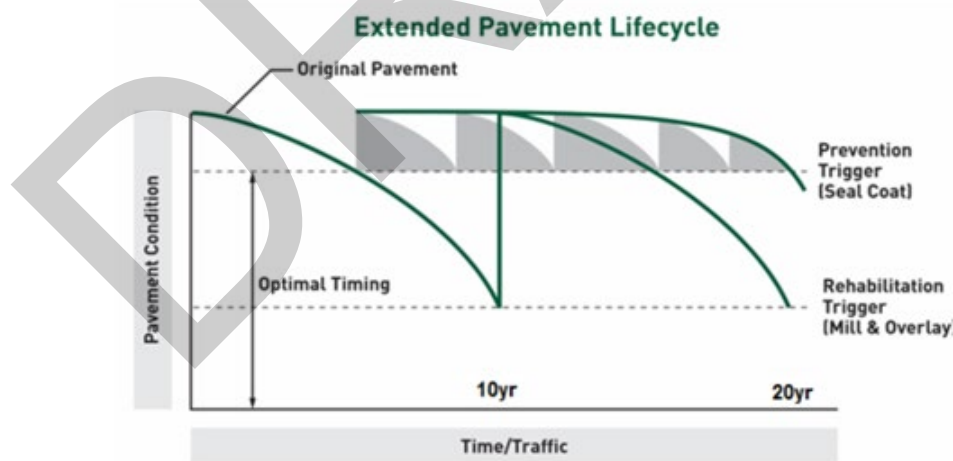 Extended Pavement Lifecycle
Original Pavement
Prevention
Trigger
(Seal Coat)
Pavement Condition
Optimal Timing
Rehabilitation
Trigger
(Mill & Overlay)
10yr
20yr
Time/Traffic